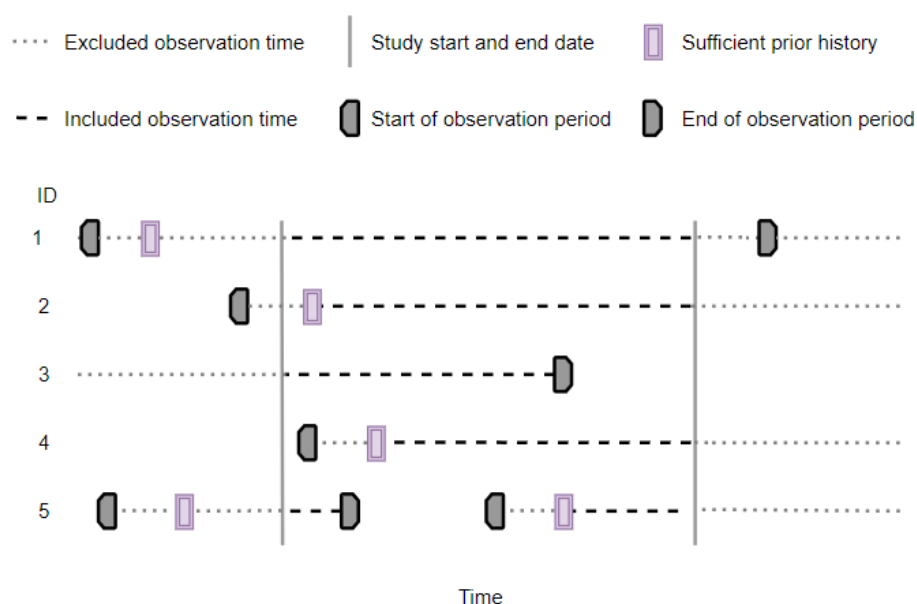 Excluded observation time
Study start and end date
Sufficient prior history
Included observation time
Start of observation period
End of observation period
ID
1
2
3
4
5
Time